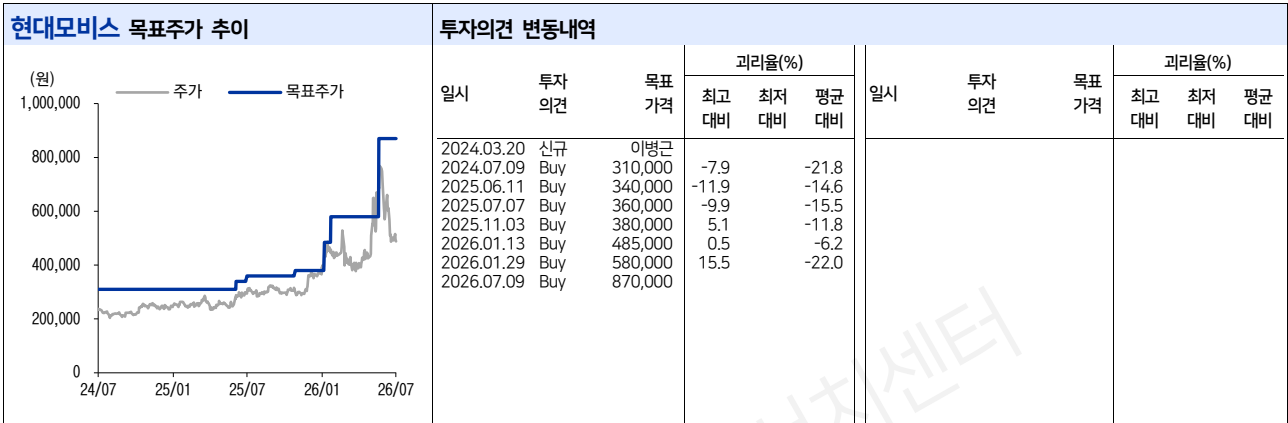 현대모비스 목표주가 추이
(원)
주가 목표주가
1,000,000
800,000
600,000
400,000
200,000
0
24/07 25/01 25/07 26/01 26/07
투자의견 변동내역
일시 투자의견 목표가격 괴리율(%)
최고대비 최저대비 평균대비
2024.03.20 신규 이병근
2024.07.09 Buy 310,000 -7.9 -21.8
2025.06.11 Buy 340,000 -11.9 -14.6
2025.07.07 Buy 360,000 -9.9 -15.5
2025.11.03 Buy 380,000 5.1 -11.8
2026.01.13 Buy 485,000 0.5 -6.2
2026.01.29 Buy 580,000 15.5 -22.0
2026.07.09 Buy 870,000
일시 투자의견 목표가격 괴리율(%)
최고대비 최저대비 평균대비
치센터